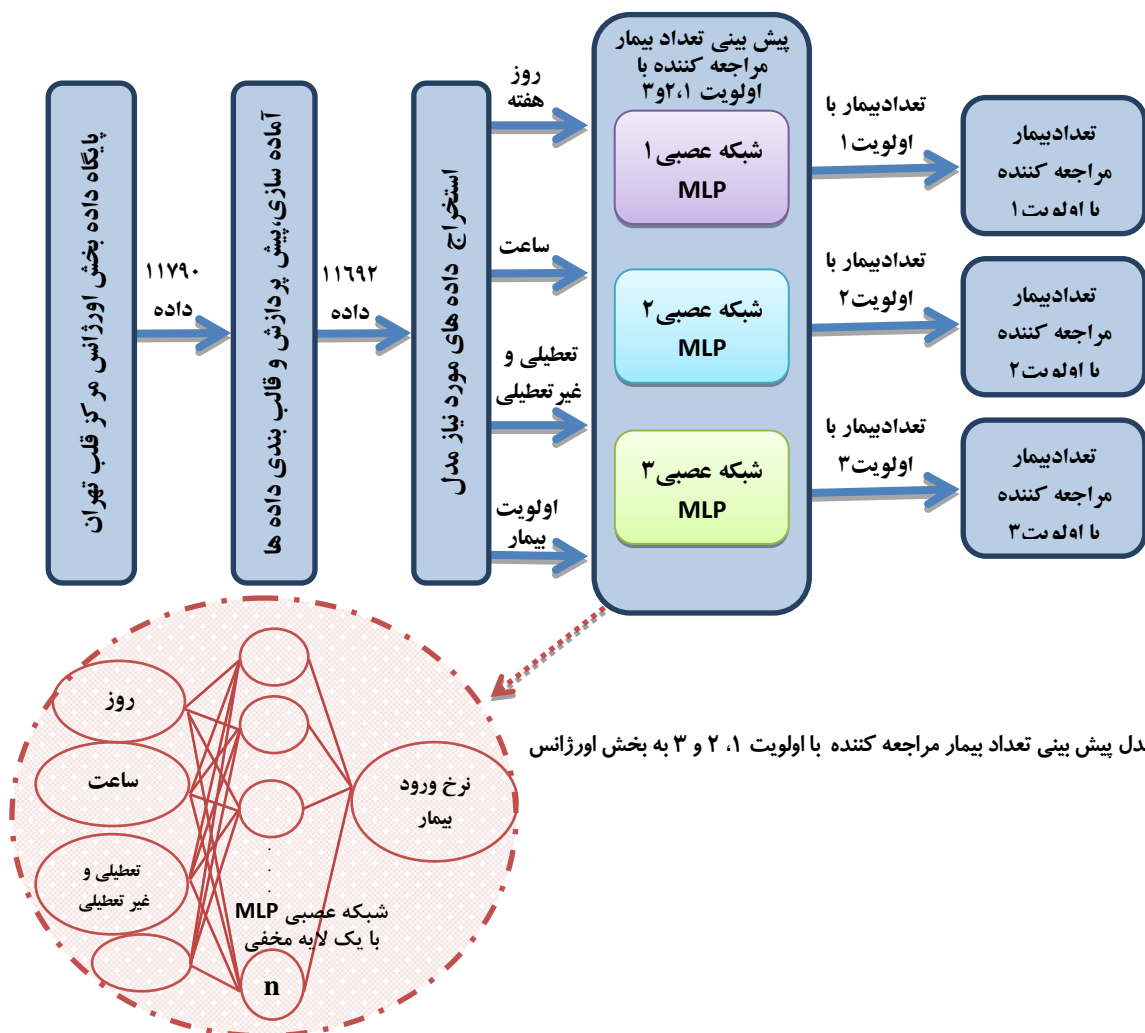 پایگاه داده بخش اورژانس مرکز قلب تهران
۱۱۷۹۰
داده
آماده سازی،پیش پردازش و قالب بندی داده ها
۱۱۶۹۲
داده
استخراج داده های مورد نیاز مدل
روز
هفته
ساعت
تعطیلی و
غیرتعطیلی
اولویت
بیمار
پیش بینی تعداد بیمار
مراجعه کننده با
اولویت ۲،۱و۳
شبکه عصبی۱
MLP
شبکه عصبی۲
MLP
شبکه عصبی۳
MLP
تعدادبیمار با
اولویت۱
تعدادبیمار با
اولویت۲
تعدادبیمار با
اولویت۳
تعدادبیمار
مراجعه کننده
با اولویت۱
تعدادبیمار
مراجعه کننده
با اولویت۲
تعدادبیمار
مراجعه کننده
با اولویت۳
دل پیش بینی تعداد بیمار مراجعه کننده با اولویت ۱، ۲ و ۳ به بخش اورژانس
روز
ساعت
تعطیلی و
غیر تعطیلی
نرخ ورود
بیمار
شبکه عصبی MLP
با یک لایه مخفی
n